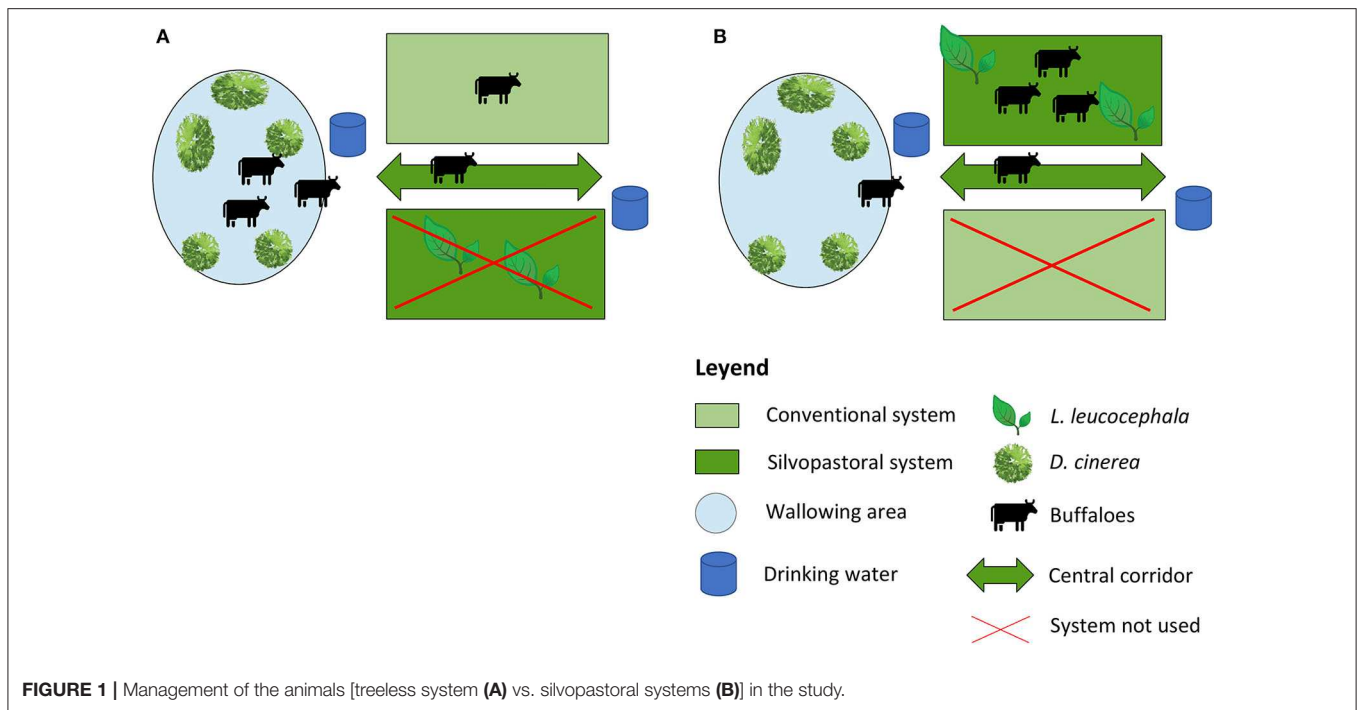 A
B
Leyend
Conventional system
L. leucocephala
Silvopastoral system
D. cinerea
Wallowing area
Buffaloes
Drinking water
Central corridor
System not used
FIGURE 1 | Management of the animals [treeless system (A) vs. silvopastoral systems (B)] in the study.